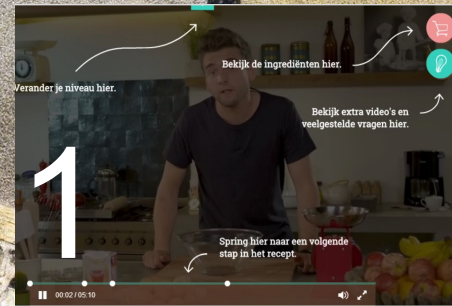 Bekijk de ingrediënten hier.
Verander je niveau hier.
Bekijk extra video's en
veelgestelde vragen hier.
1
Spring hier naar een volgende
stap in het recept.
00:02 / 05:10